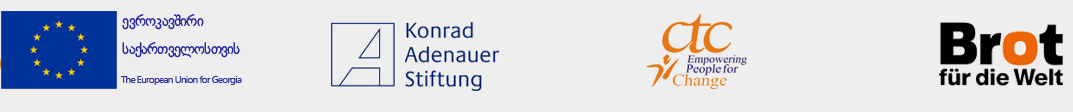 ევროკავშირი
საქართველოსთვის
The European Union for Georgia
Konrad
Adenauer
Stiftung
ctc
Empowering
People for
Change
Brot
für die Welt